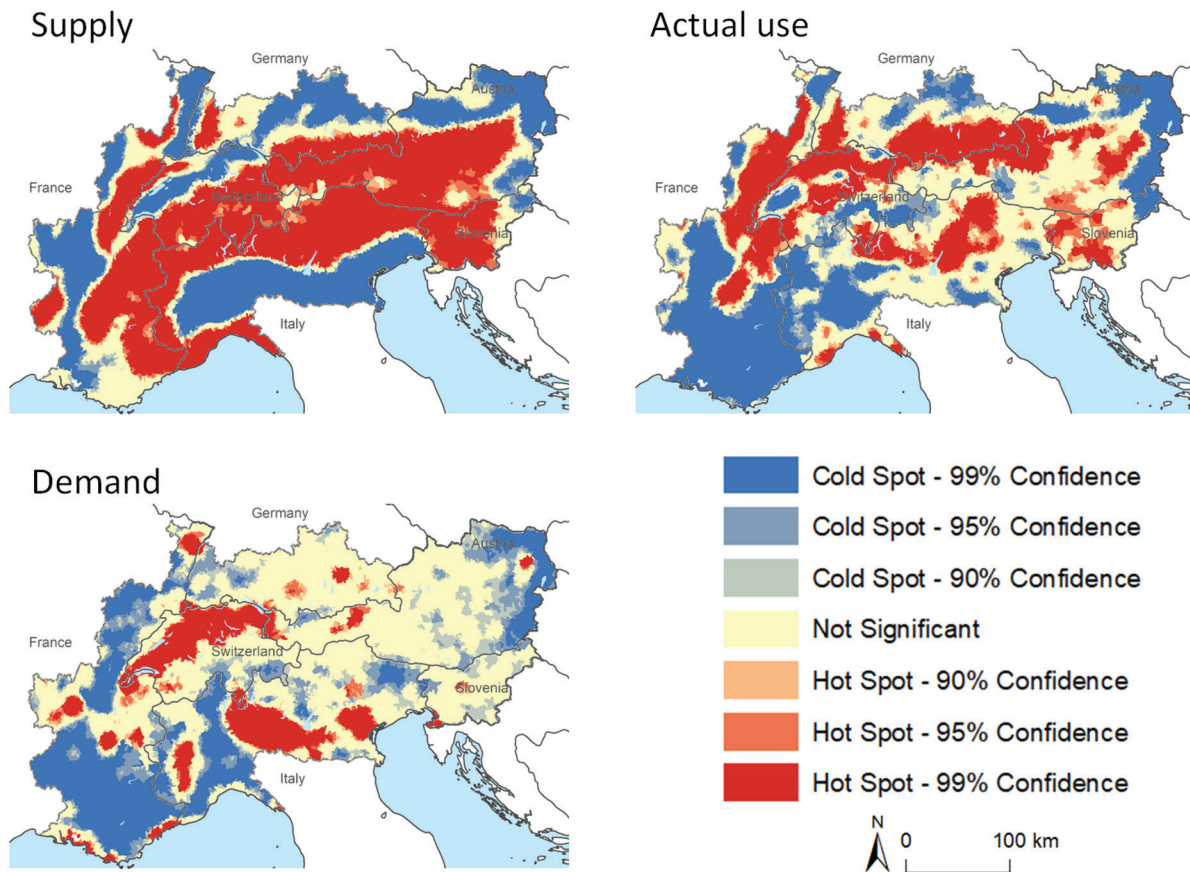 Supply
Germany
Austria
France
Switzerland
Slovenia
Italy
Actual use
Germany
Austria
France
Switzerland
Slovenia
Italy
Demand
Germany
Austria
France
Switzerland
Slovenia
Italy
Cold Spot - 99% Confidence
Cold Spot - 95% Confidence
Cold Spot - 90% Confidence
Not Significant
Hot Spot - 90% Confidence
Hot Spot - 95% Confidence
Hot Spot - 99% Confidence
N
0 100 km